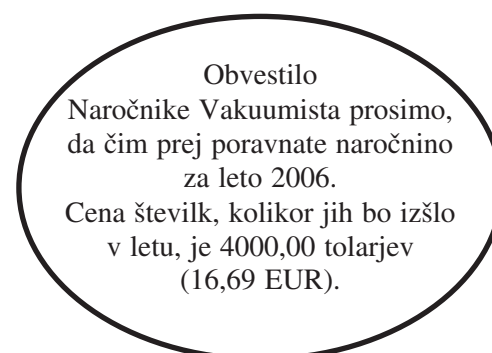 Obvestilo
Naročnike Vakuumista prosimo,
da čim prej poravnate naročnino
za leto 2006.
Cena številk, kolikor jih bo izšlo
v letu, je 4000,00 tolarjev
(16,69 EUR).